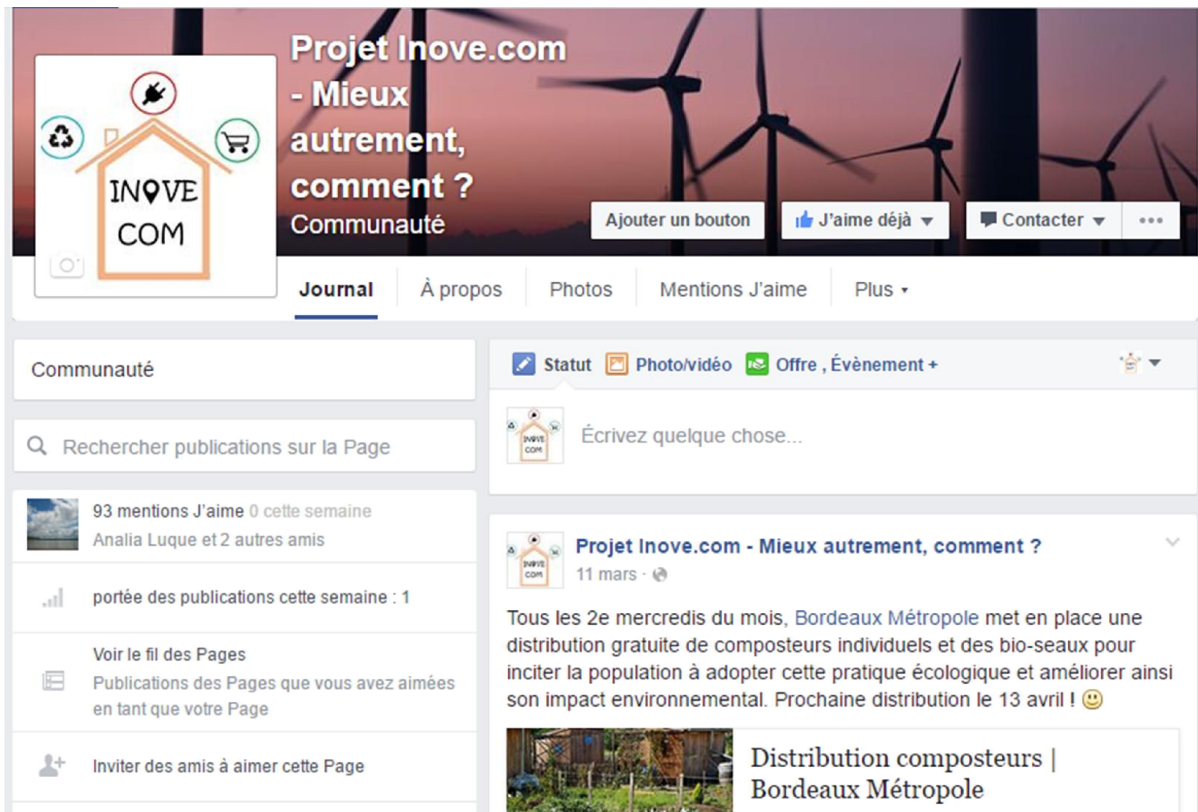 Projet Inove.com
- Mieux
autrement,
comment ?
Communauté
INOVE
COM
Ajouter un bouton
J'aime déjà
Contacter
Journal
À propos
Photos
Mentions J'aime
Plus
Communauté
Rechercher publications sur la Page
93 mentions J'aime 0 cette semaine
Analia Luque et 2 autres amis
portée des publications cette semaine : 1
Voir le fil des Pages
Publications des Pages que vous avez aimées
en tant que votre Page
Inviter des amis à aimer cette Page
Statut Photo/vidéo Offre , Évènement +
INOVE
COM
Écrivez quelque chose...
INOVE
COM
Projet Inove.com - Mieux autrement, comment ?
11 mars ·
Tous les 2e mercredis du mois, Bordeaux Métropole met en place une
distribution gratuite de composteurs individuels et des bio-seaux pour
inciter la population à adopter cette pratique écologique et améliorer ainsi
son impact environnemental. Prochaine distribution le 13 avril !
Distribution composteurs |
Bordeaux Métropole